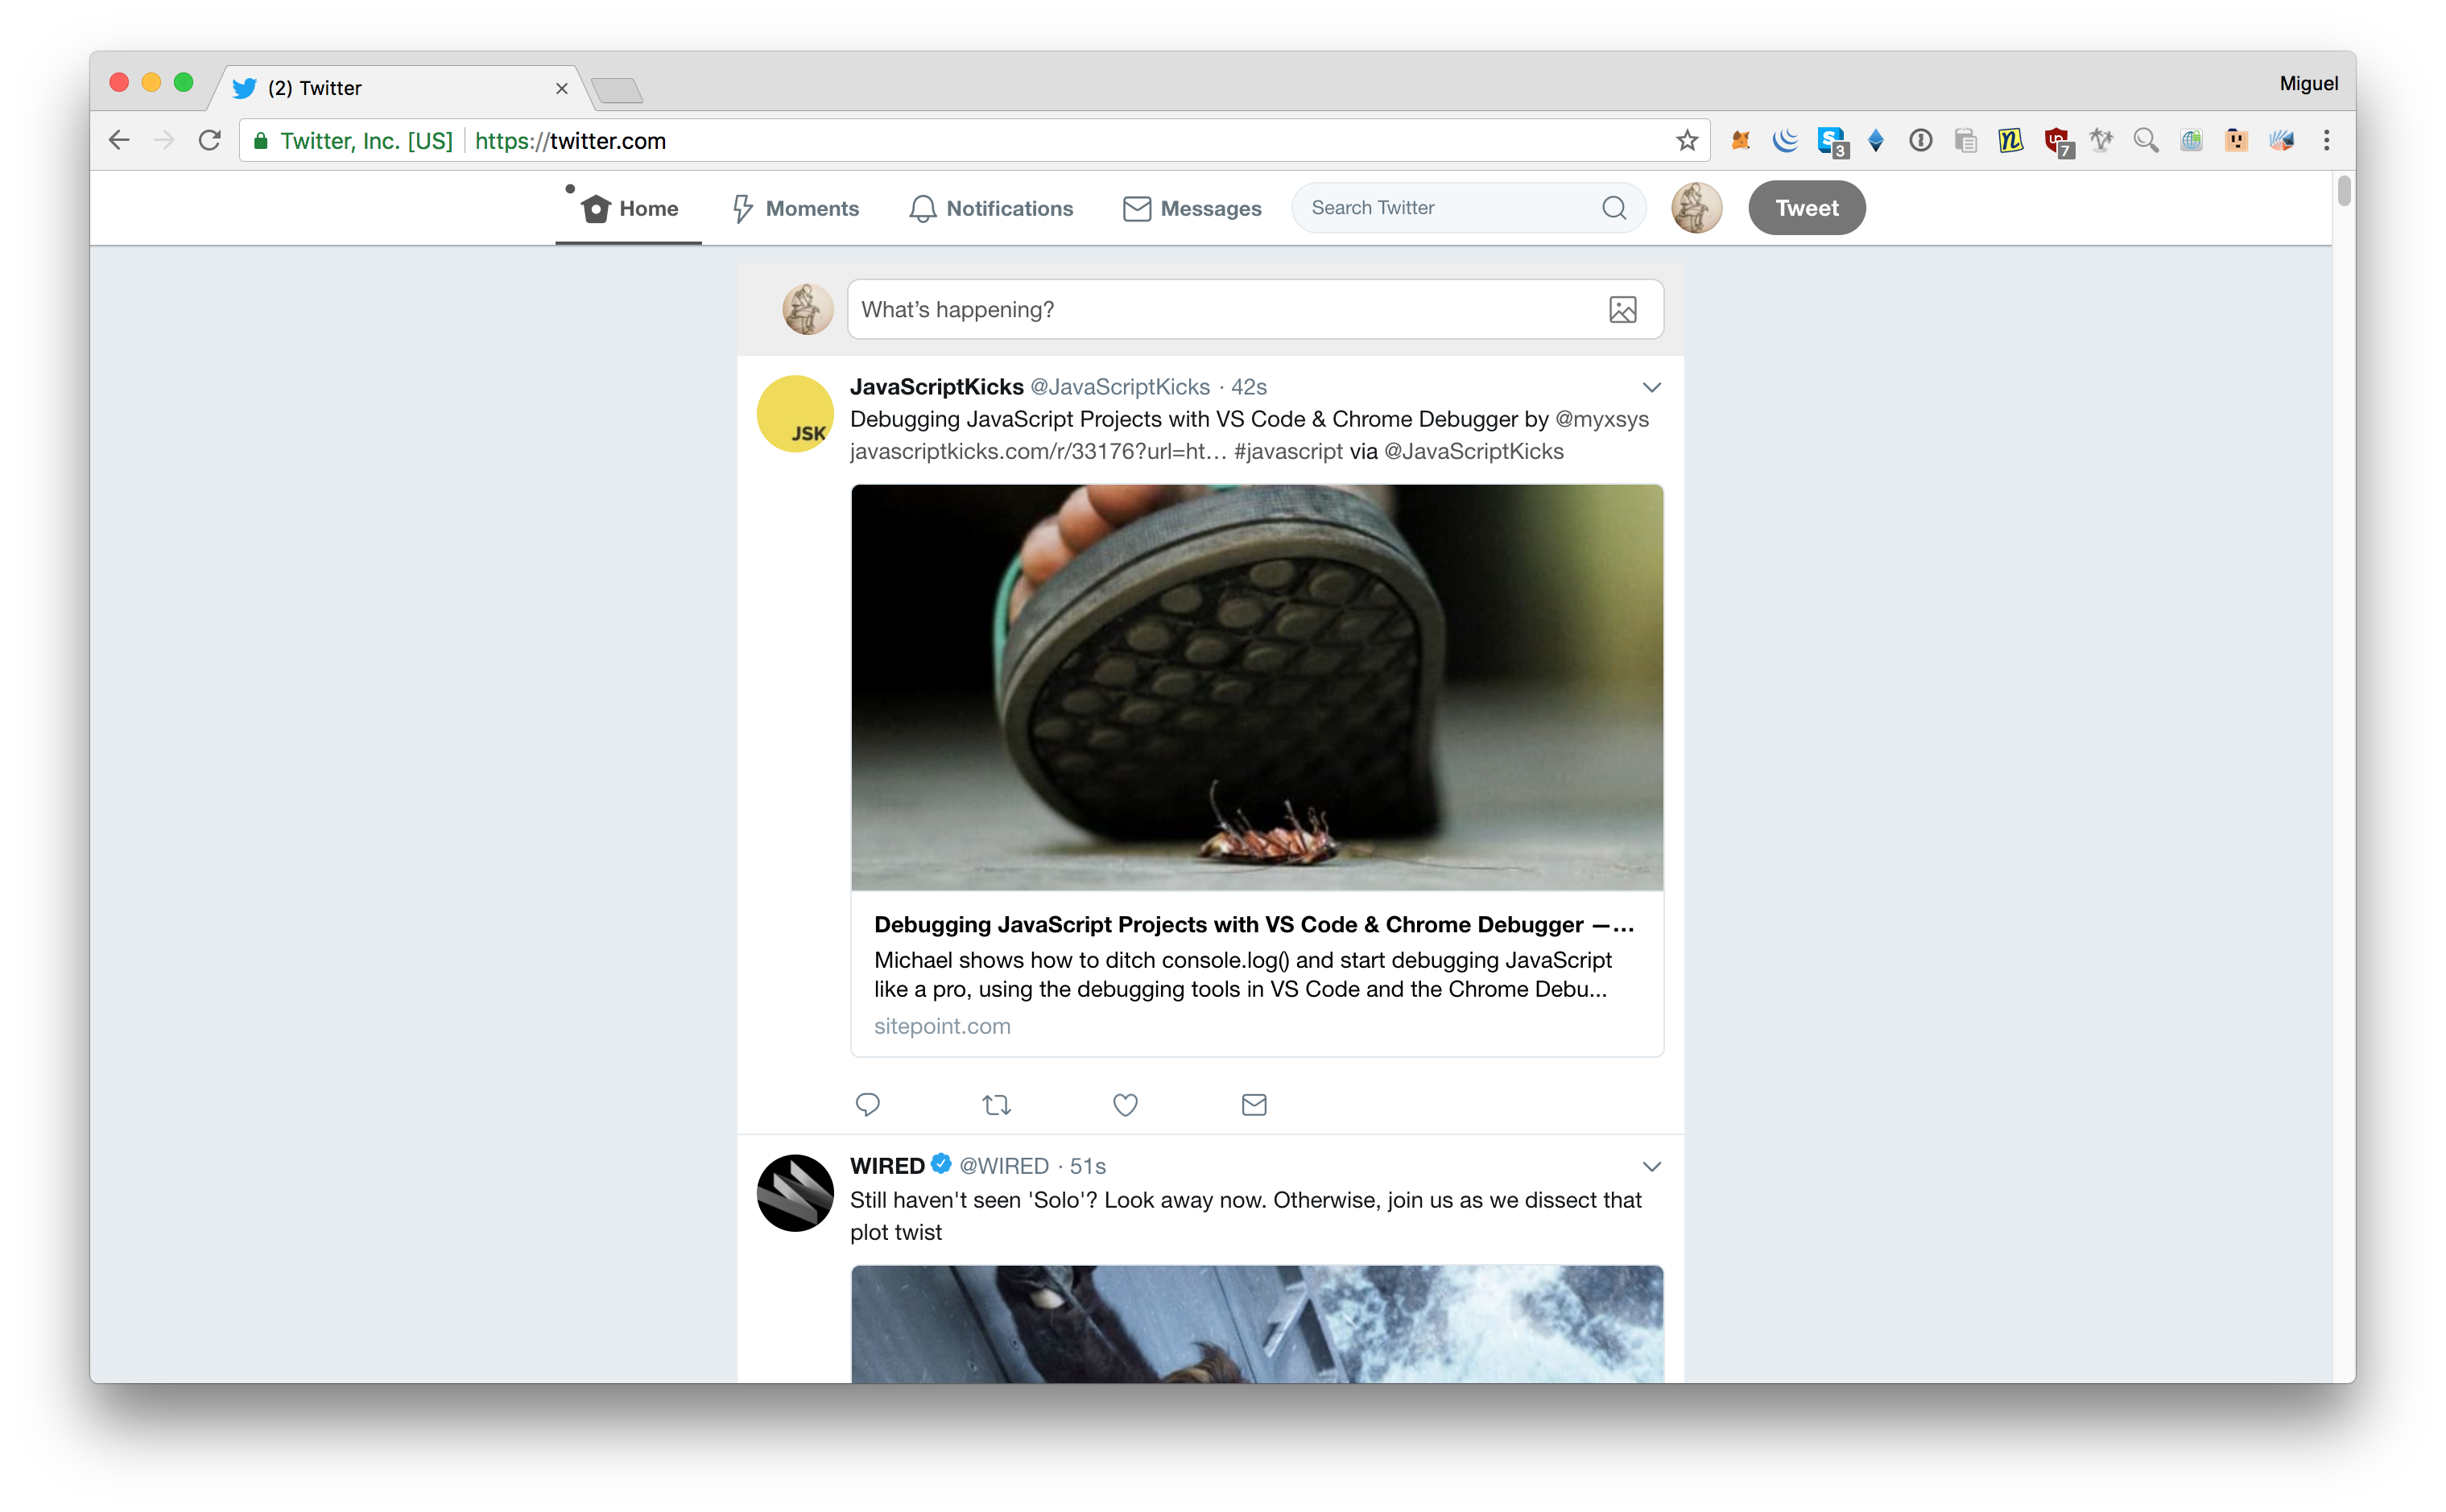 (2) Twitter
Miguel
Twitter, Inc. [US] https://twitter.com
3
7
Home Moments Notifications Messages Search Twitter Tweet
What's happening?
JSK
JavaScriptKicks @JavaScriptKicks · 42s
Debugging JavaScript Projects with VS Code & Chrome Debugger by @myxsys
javascriptkicks.com/r/33176?url=ht… #javascript via @JavaScriptKicks
Debugging JavaScript Projects with VS Code & Chrome Debugger —...
Michael shows how to ditch console.log() and start debugging JavaScript
like a pro, using the debugging tools in VS Code and the Chrome Debu...
sitepoint.com
WIRED @WIRED · 51s
Still haven't seen 'Solo'? Look away now. Otherwise, join us as we dissect that
plot twist